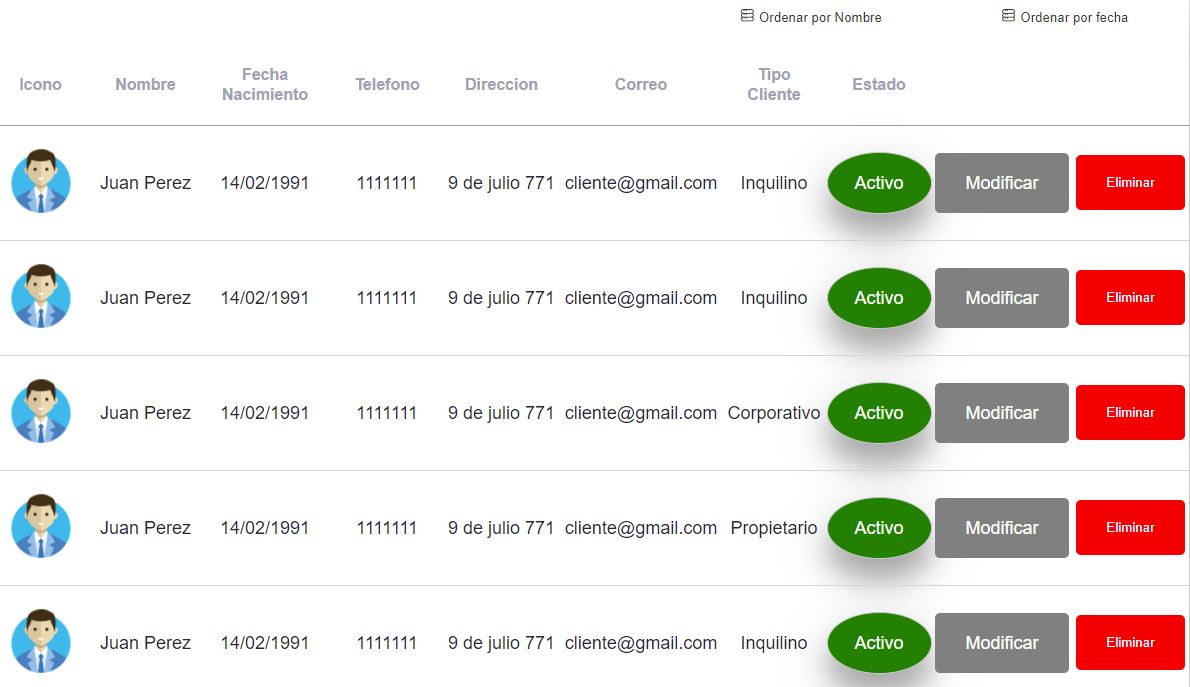 Ordenar por Nombre Ordenar por fecha
Icono Nombre Fecha Nacimiento Telefono Direccion Correo Tipo Cliente Estado
Juan Perez 14/02/1991 1111111 9 de julio 771 cliente@gmail.com Inquilino Activo Modificar Eliminar
Juan Perez 14/02/1991 1111111 9 de julio 771 cliente@gmail.com Inquilino Activo Modificar Eliminar
Juan Perez 14/02/1991 1111111 9 de julio 771 cliente@gmail.com Corporativo Activo Modificar Eliminar
Juan Perez 14/02/1991 1111111 9 de julio 771 cliente@gmail.com Propietario Activo Modificar Eliminar
Juan Perez 14/02/1991 1111111 9 de julio 771 cliente@gmail.com Inquilino Activo Modificar Eliminar